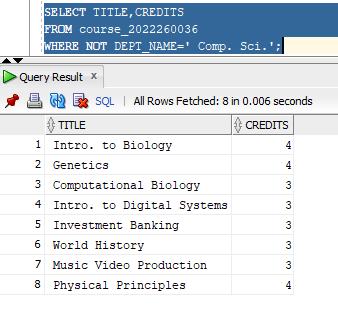 SELECT TITLE,CREDITS
FROM course_2022260036
WHERE NOT DEPT_NAME=' Comp. Sci.';
Query Result x
SQL | All Rows Fetched: 8 in 0.006 seconds
TITLE CREDITS
1. Intro. to Biology 4
2 Genetics 4
3 Computational Biology 3
4 Intro. to Digital Systems 3
5 Investment Banking 3
6 World History 3
7 Music Video Production 3
8 Physical Principles 4